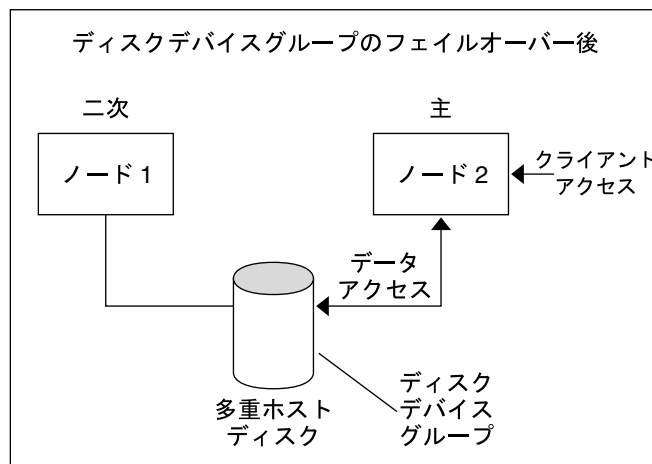 ディスクデバイスグループのフェイルオーバー後
二次
主
ノード 1
ノード 2
クライアント
アクセス
データ
アクセス
多重ホスト
ディスク
ディスク
デバイス
グループ